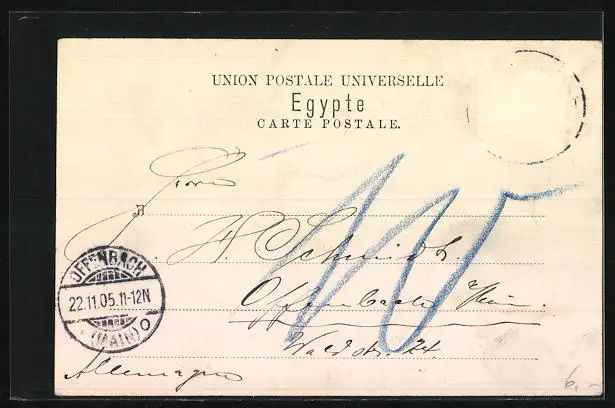 UNION POSTALE UNIVERSELLE
Egypte
CARTE POSTALE.
Herrn
A
H. Schmidt.
Offenbach a/Main.
Waldstr. 24.
Allemagne
OFFENBACH
22.11.05.11-12N
(MAIN) O
10
6,-